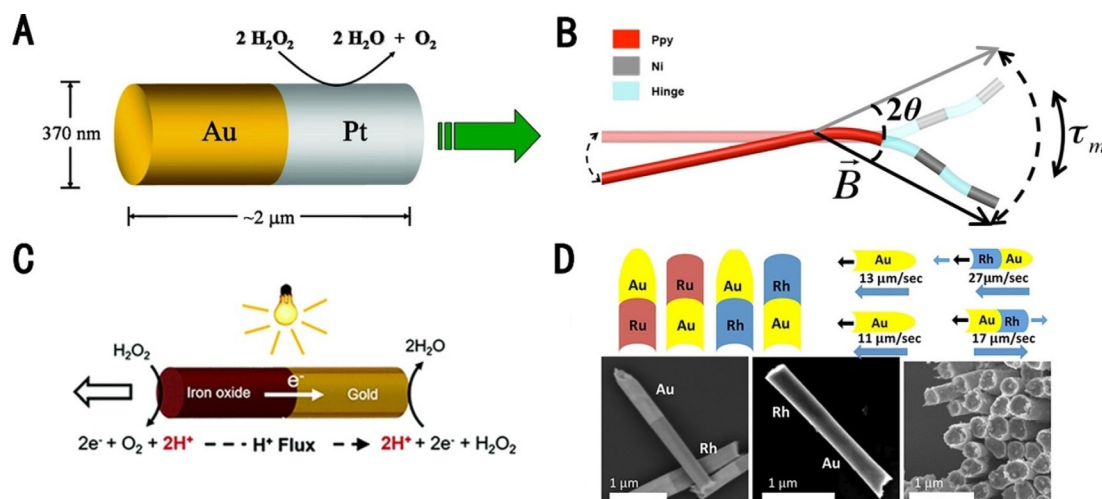 A
2 H₂O₂ 2 H₂O + O₂
370 nm
Au Pt
~2 μm
B
Ppy
Ni
Hinge
2θ
B⃗
τₘ
C
H₂O₂ 2H₂O
Iron oxide e⁻ Gold
2e⁻ + O₂ + 2H⁺ H⁺ Flux 2H⁺ + 2e⁻ + H₂O₂
D
Au Ru Au Rh
Ru Au Rh Au
Au Rh Au
13 μm/sec 27μm/sec
Au Au Rh
11 μm/sec 17 μm/sec
Au
Rh
1 μm
Rh
Au
1 μm
1 μm